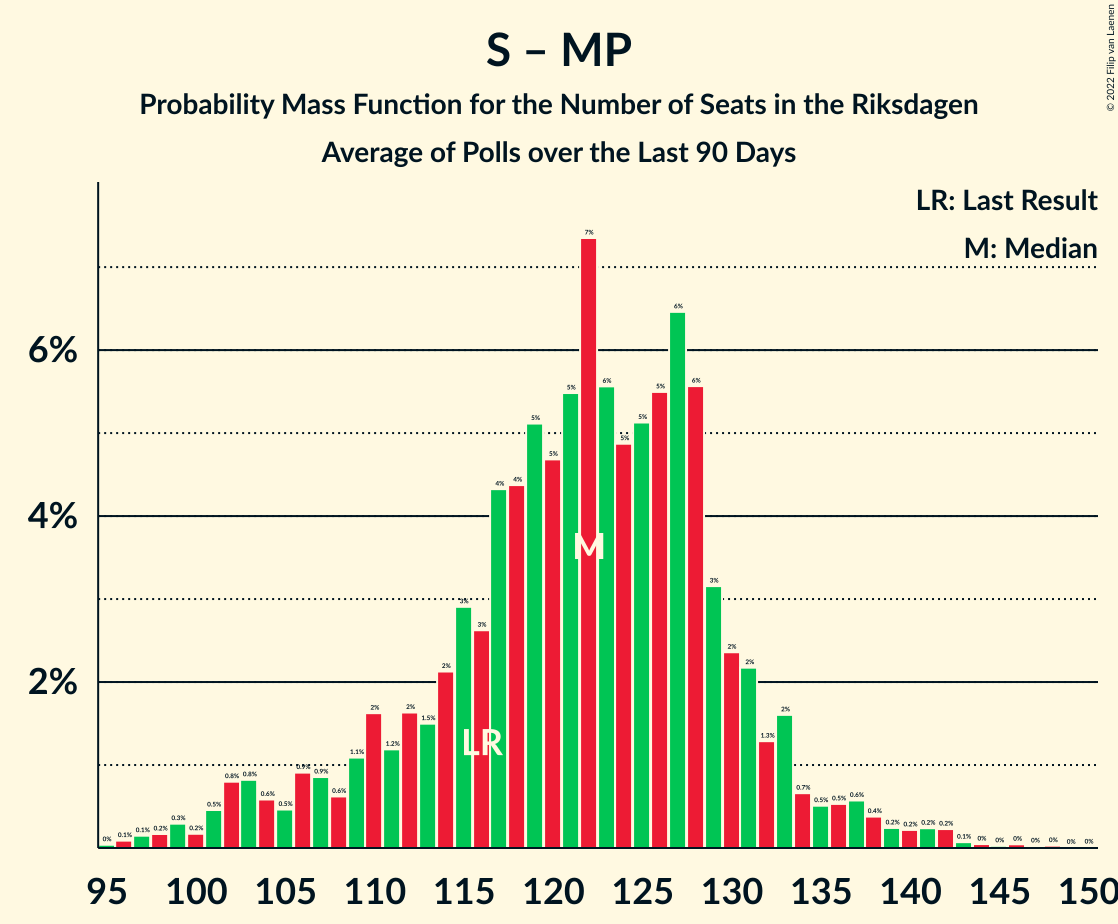 S – MP
Probability Mass Function for the Number of Seats in the Riksdagen
Average of Polls over the Last 90 Days
© 2022 Filip van Laenen
LR: Last Result
M: Median
6%
4%
2%
0% 0.1% 0.1% 0.2% 0.3% 0.2% 0.5% 0.8% 0.8% 0.6% 0.5% 0.9% 0.9% 0.6% 1.1% 2% 1.2% 2% 1.5% 2% 3% 3% 4% 4% 5% 5% 5% 7% 6% 5% 5% 5% 6% 6% 3% 2% 2% 1.3% 2% 0.7% 0.5% 0.5% 0.6% 0.4% 0.2% 0.2% 0.2% 0.2% 0.1% 0% 0% 0% 0% 0% 0% 0%
M
LR
95 100 105 110 115 120 125 130 135 140 145 150